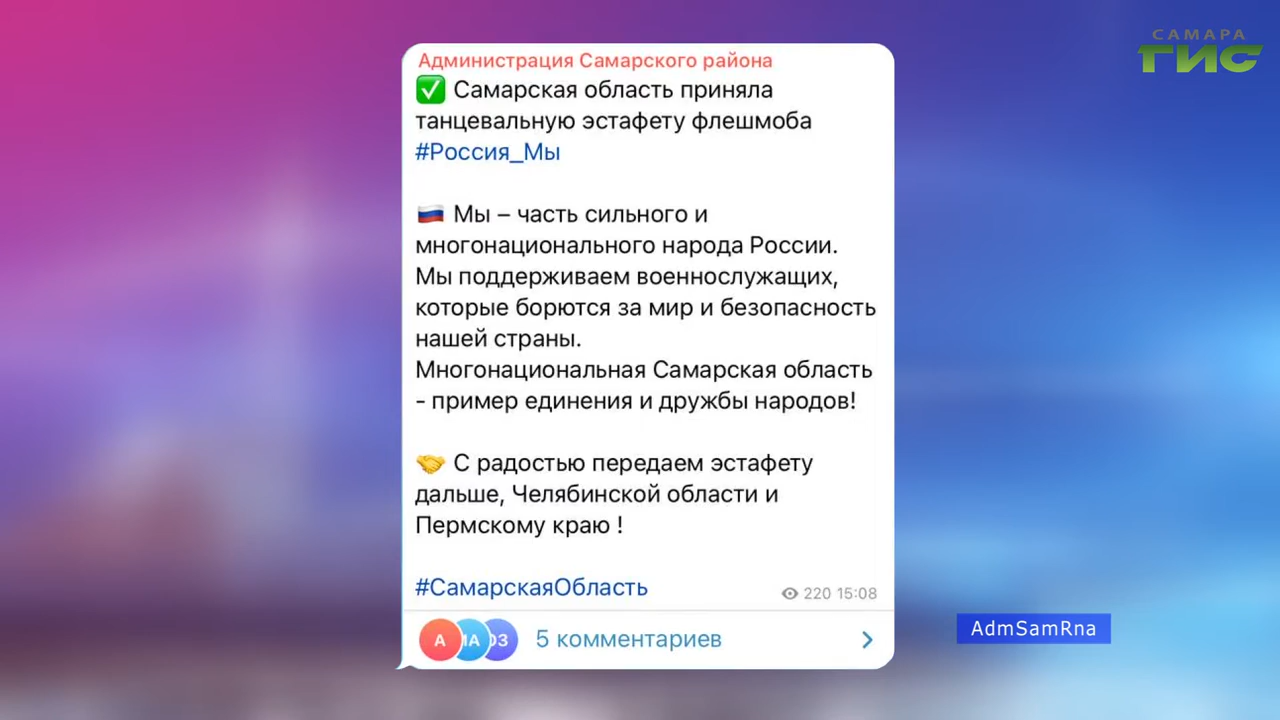 САМАРА
ГИС
Администрация Самарского района
✅ Самарская область приняла
танцевальную эстафету флешмоба
#Россия_Мы
🇷🇺 Мы – часть сильного и
многонационального народа России.
Мы поддерживаем военнослужащих,
которые борются за мир и безопасность
нашей страны.
Многонациональная Самарская область
- пример единения и дружбы народов!
🤝 С радостью передаем эстафету
дальше, Челябинской области и
Пермскому краю !
#СамарскаяОбласть
220 15:08
А
5 комментариев
AdmSamRna